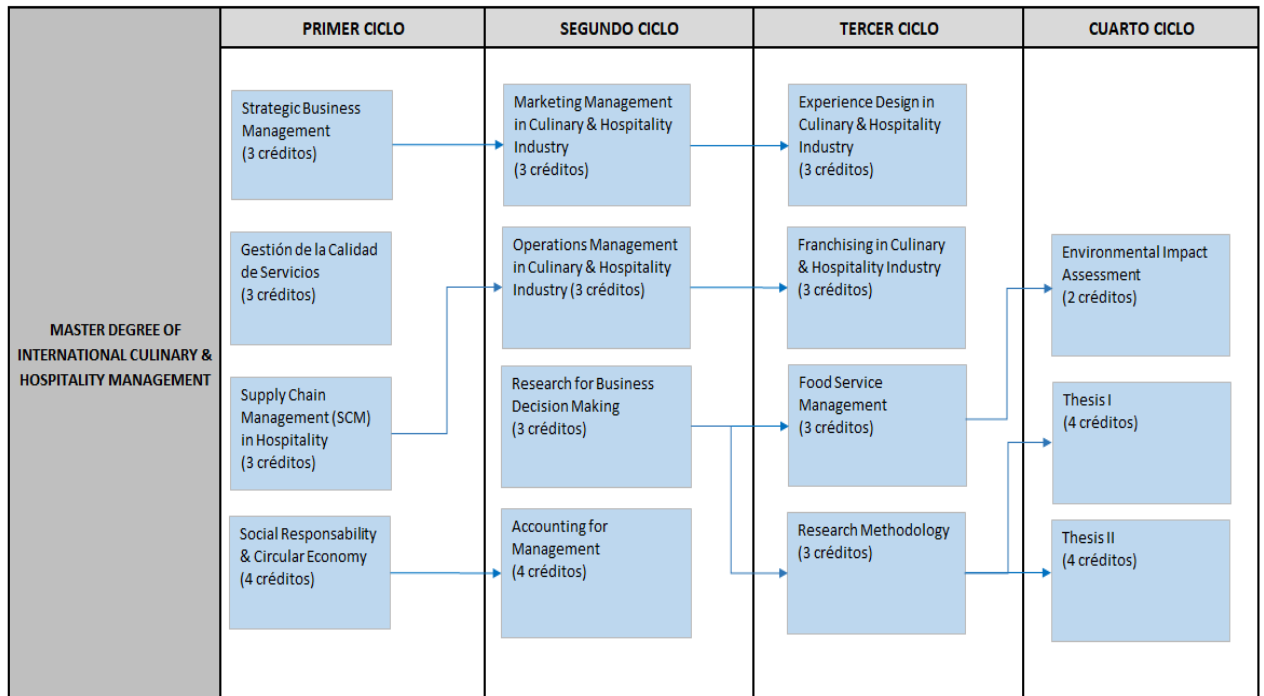 PRIMER CICLO
SEGUNDO CICLO
TERCER CICLO
CUARTO CICLO
MASTER DEGREE OF
INTERNATIONAL CULINARY &
HOSPITALITY MANAGEMENT
Strategic Business
Management
(3 créditos)
Gestión de la Calidad
de Servicios
(3 créditos)
Supply Chain
Management (SCM)
in Hospitality
(3 créditos)
Social Responsability
& Circular Economy
(4 créditos)
Marketing Management
in Culinary & Hospitality
Industry
(3 créditos)
Operations Management
in Culinary & Hospitality
Industry (3 créditos)
Research for Business
Decision Making
(3 créditos)
Accounting for
Management
(4 créditos)
Experience Design in
Culinary & Hospitality
Industry
(3 créditos)
Franchising in Culinary
& Hospitality Industry
(3 créditos)
Food Service
Management
(3 créditos)
Research Methodology
(3 créditos)
Environmental Impact
Assessment
(2 créditos)
Thesis I
(4 créditos)
Thesis II
(4 créditos)